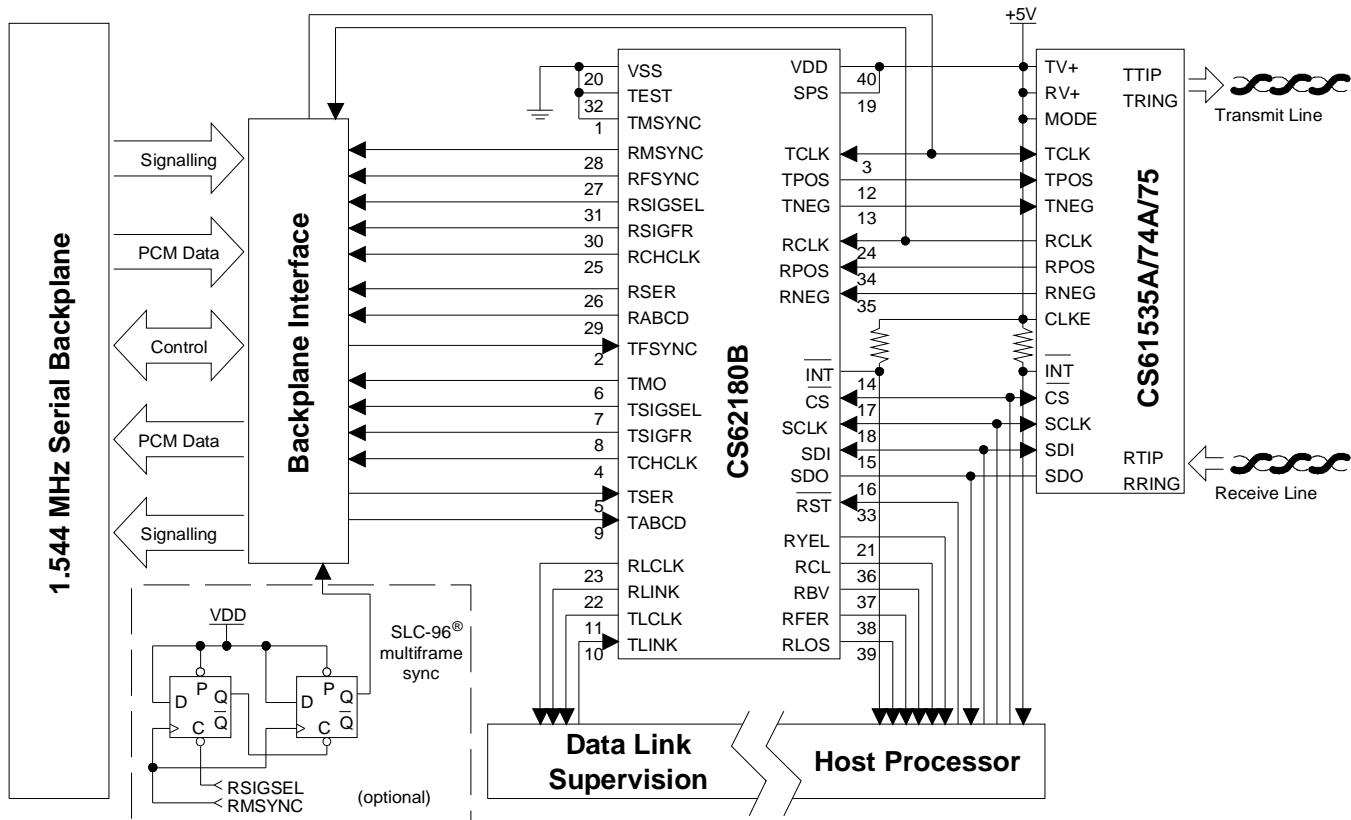 +5V
1.544 MHz Serial Backplane
Signalling
PCM Data
Control
PCM Data
Signalling
Backplane Interface
VSS
20
TEST
32
TMSYNC
1
RMSYNC
28
RFSYNC
27
RSIGSEL
31
RSIGFR
30
RCHCLK
25
RSER
26
RABCD
29
TFSYNC
2
TMO
6
TSIGSEL
7
TSIGFR
8
TCHCLK
4
TSER
5
TABCD
9
RLCLK
23
RLINK
22
TLCLK
11
TLINK
10
CS62180B
VDD
40
SPS
19
TCLK
3
TPOS
12
TNEG
13
RCLK
24
RPOS
34
RNEG
35
INT
14
CS
17
SCLK
18
SDI
15
SDO
16
RST
33
RYEL
21
RCL
36
RBV
37
RFER
38
RLOS
39
TV+
RV+
MODE
TCLK
TPOS
TNEG
RCLK
RPOS
RNEG
CLKE
INT
CS
SCLK
SDI
SDO
CS61535A/74A/75
TTIP
TRING
RTIP
RRING
Transmit Line
Receive Line
VDD
SLC-96®
multiframe
sync
P
D
Q
Q
C
P
D
Q
Q
C
RSIGSEL
RMSYNC
(optional)
Data Link
Supervision
Host Processor